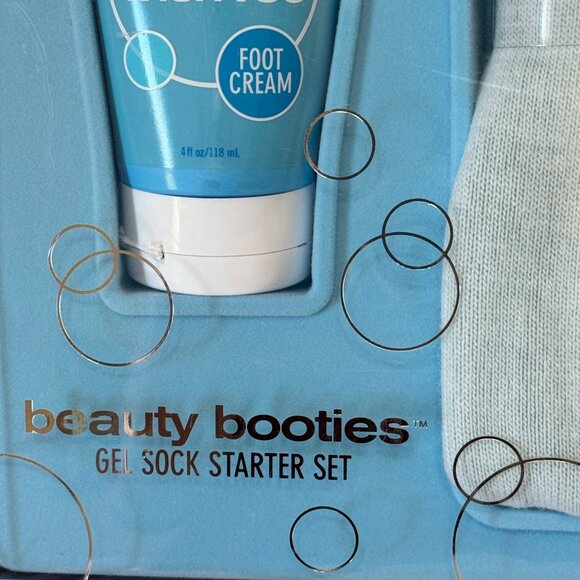 FOOT
CREAM
4 fl oz/118 mL
beauty booties™
GEL SOCK STARTER SET